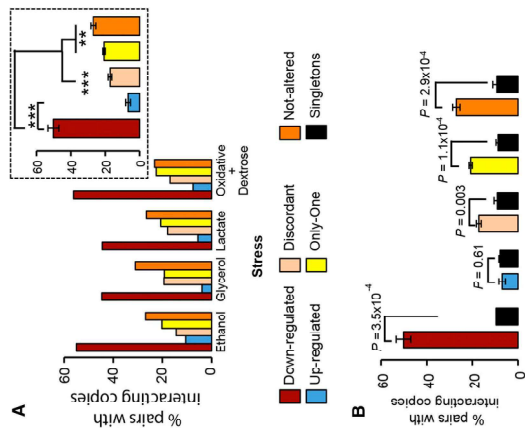 A
% pairs with
interacting copies
60
40
20
0
Ethanol
Glyzerol
Lactate
Oxidative
+
Dextrose
60
40
20
0
***
***
**
Stress
Down-regulated
Discordant
Not-altered
Up-regulated
Only-One
Singletons
B
% pairs with
interacting copies
60
40
20
0
P = 3.5x10-4
P = 0.61
P = 0.003
P = 1.1x10-4
P = 2.9x10-4